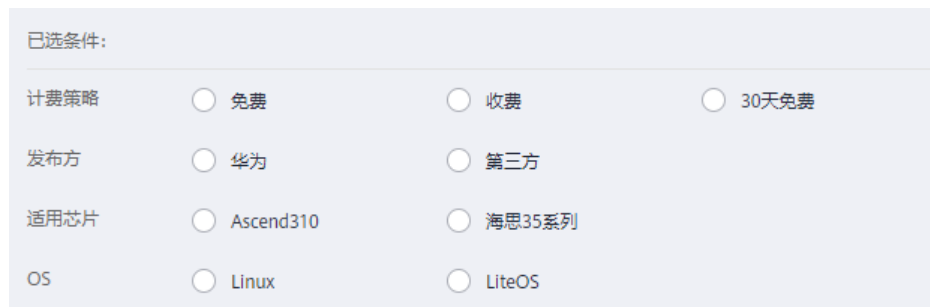 已选条件:
计费策略 免费 收费 30天免费
发布方 华为 第三方
适用芯片 Ascend310 海思35系列
OS Linux LiteOS